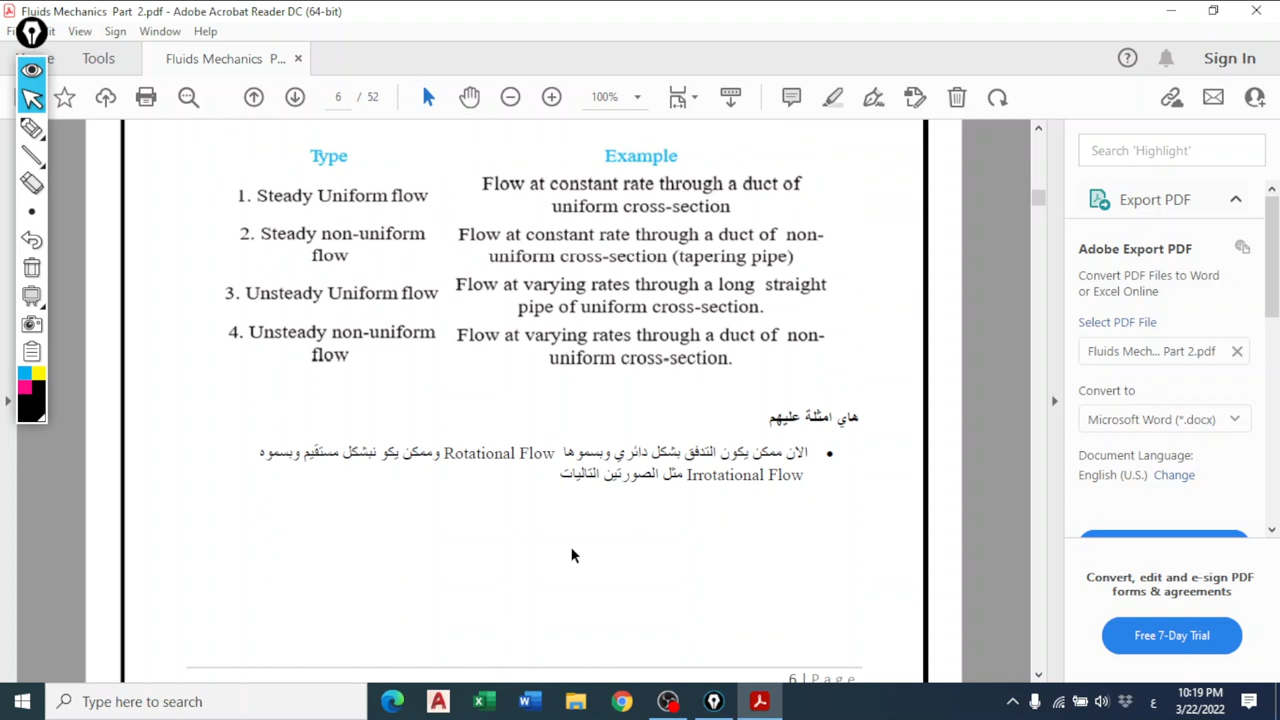 Fluids Mechanics Part 2.pdf - Adobe Acrobat Reader DC (64-bit)
View Sign Window Help
Tools
Fluids Mechanics P...
Sign In
6 / 52
100%
Type Example
1. Steady Uniform flow
Flow at constant rate through a duct of
uniform cross-section
2. Steady non-uniform
flow
Flow at constant rate through a duct of non-
uniform cross-section (tapering pipe)
3. Unsteady Uniform flow
Flow at varying rates through a long straight
pipe of uniform cross-section.
4. Unsteady non-uniform
flow
Flow at varying rates through a duct of non-
uniform cross-section.
هاي امثلة عليهم
• الان ممكن يكون التدفق بشكل دائري ويسموها Rotational Flow وممكن يكو نبشكل مستقيم ويسموه
Irrotational Flow مثل الصورتين التاليات
6 | P a g e
Search 'Highlight'
Export PDF
Adobe Export PDF
Convert PDF Files to Word
or Excel Online
Select PDF File
Fluids Mech... Part 2.pdf
Convert to
Microsoft Word (*.docx)
Document Language:
English (U.S.) Change
Convert, edit and e-sign PDF
forms & agreements
Free 7-Day Trial
Type here to search
ع
10:19 PM
3/22/2022